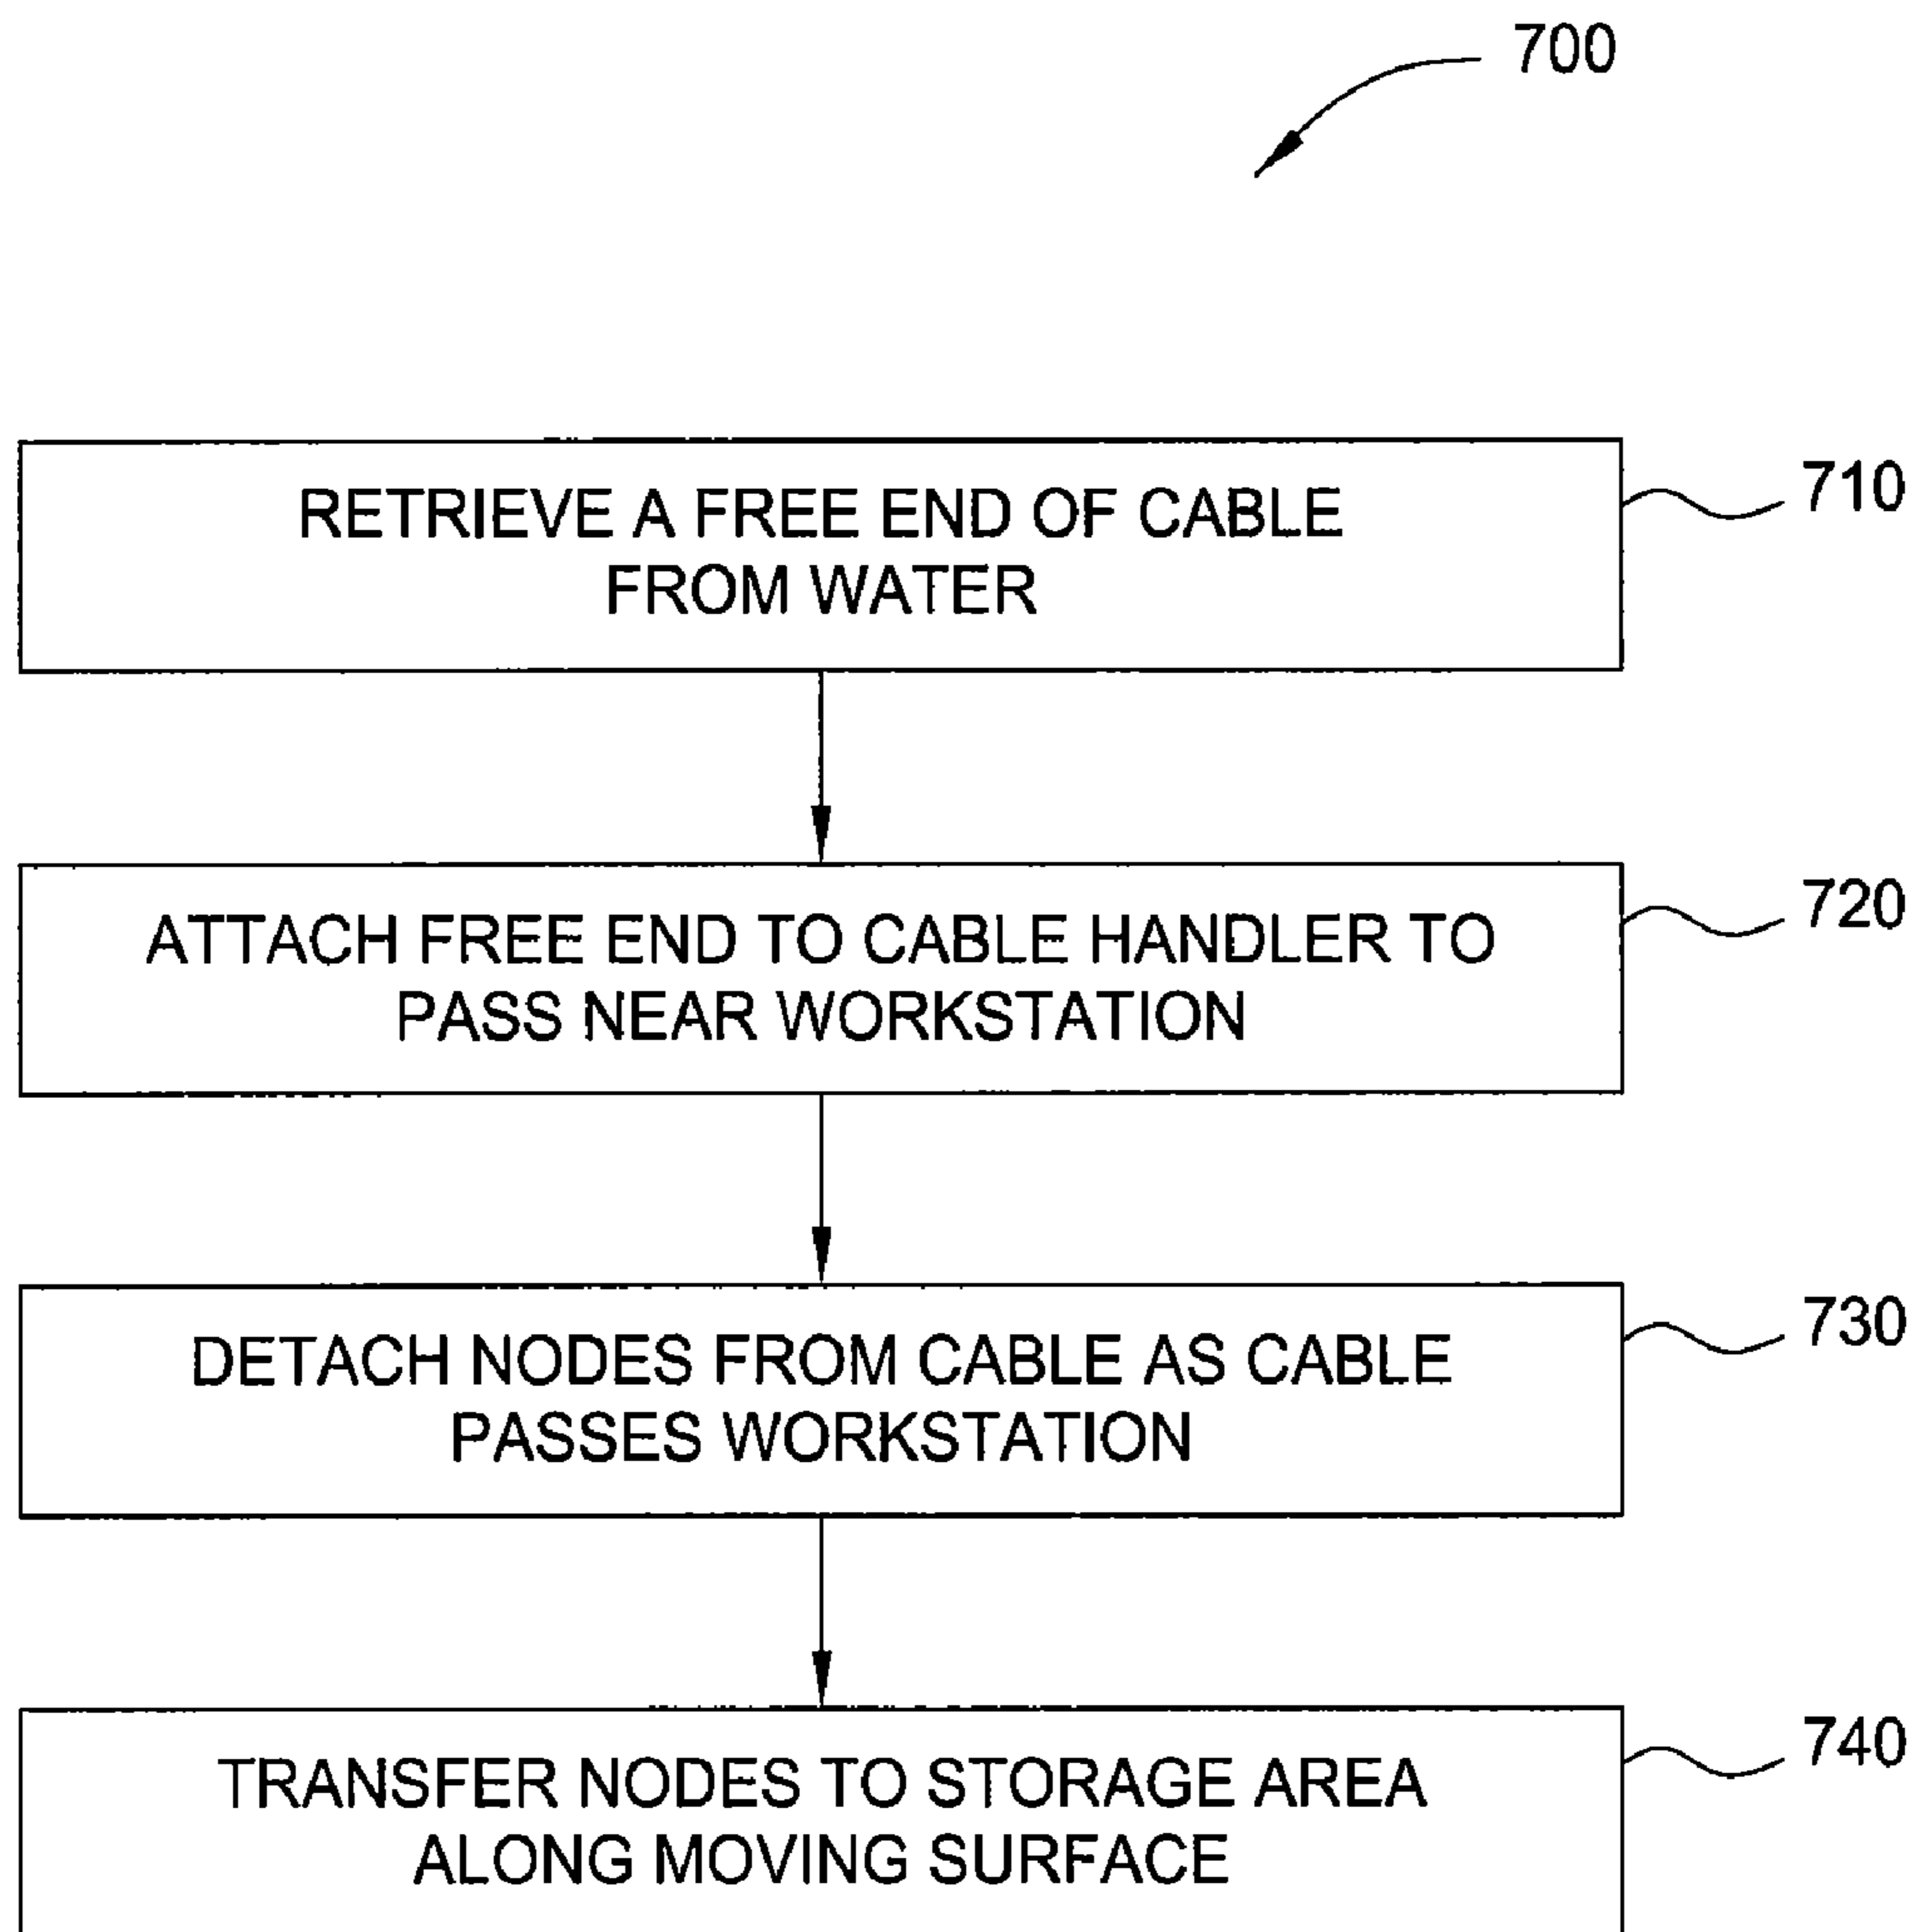 700
RETRIEVE A FREE END OF CABLE
FROM WATER
710
ATTACH FREE END TO CABLE HANDLER TO
PASS NEAR WORKSTATION
720
DETACH NODES FROM CABLE AS CABLE
PASSES WORKSTATION
730
TRANSFER NODES TO STORAGE AREA
ALONG MOVING SURFACE
740